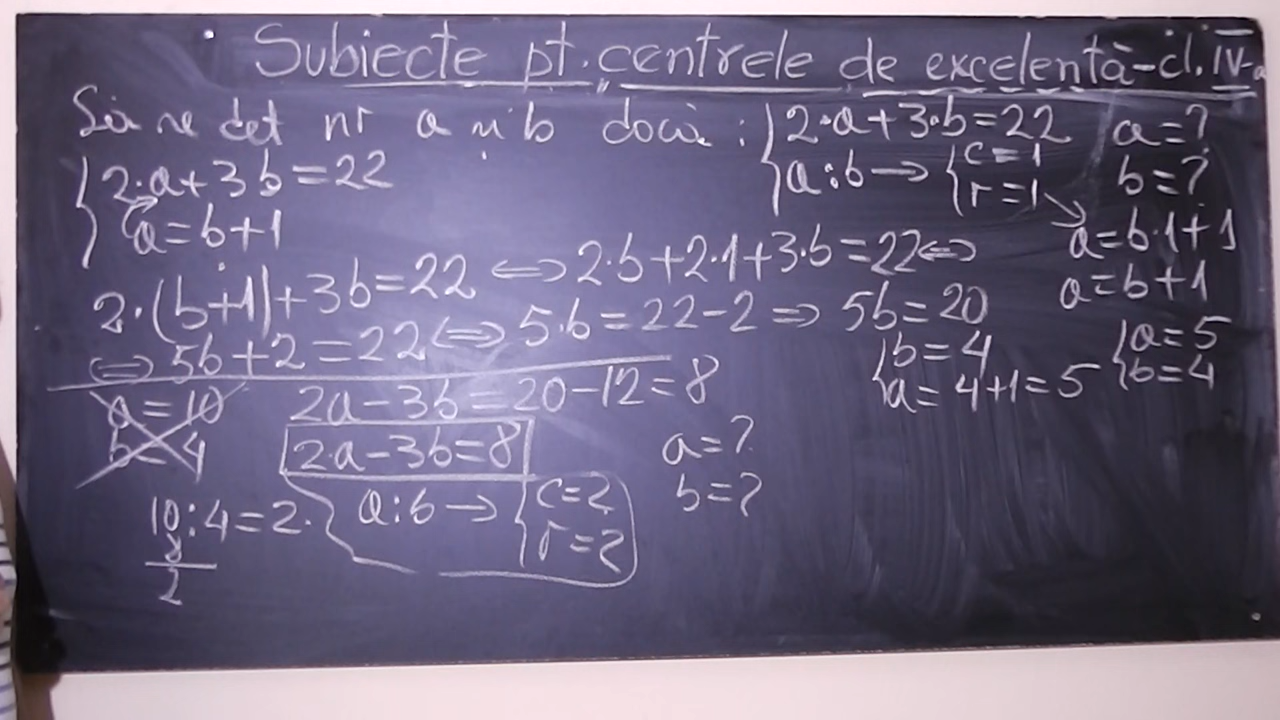 Subiecte pt. centrele de excelență - cl. IV-a
Să se det nr a și b dacă : { 2·a+3·b=22 a=?
a:b → { c=1 b=?
r=1
{ 2·a+3b=22
a=b+1
a=b·1+1
a=b+1
2·(b+1)+3b=22 ⇔ 2·b+2·1+3·b=22 ⇔
⇔ 5b+2=22 ⇔ 5·b=22-2 ⇒ 5b=20
{ b=4
a=4+1=5
{ a=5
b=4
a=10
b=4
2a-3b=20-12=8
2·a-3b=8
a=?
b=?
a:b → { c=2
r=2
10:4=2
8
2